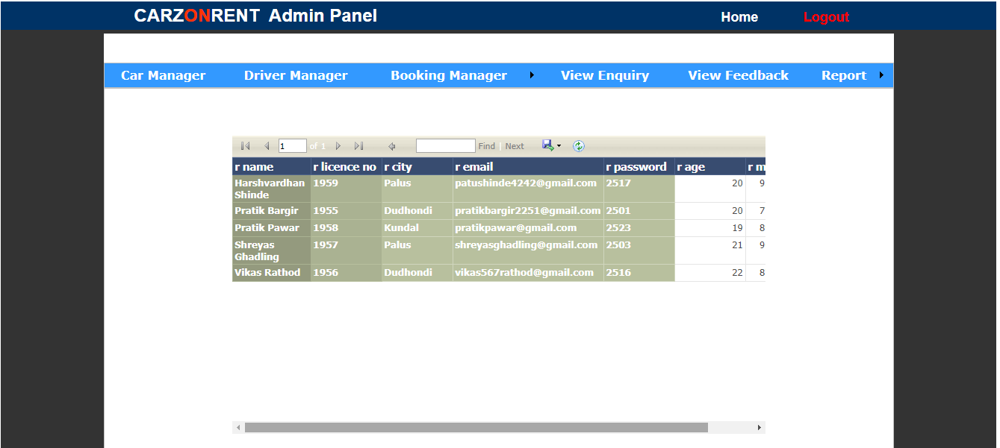 CARZONRENT Admin Panel Home Logout
Car Manager Driver Manager Booking Manager View Enquiry View Feedback Report
1 of 1 Find | Next
r name r licence no r city r email r password r age r m
Harshvardhan 1959 Palus patushinde4242@gmail.com 2517 20 9
Shinde
Pratik Bargir 1955 Dudhondi pratikbargir2251@gmail.com 2501 20 7
Pratik Pawar 1958 Kundal pratikpawar@gmail.com 2523 19 8
Shreyas 1957 Palus shreyasghadling@gmail.com 2503 21 9
Ghadling
Vikas Rathod 1956 Dudhondi vikas567rathod@gmail.com 2516 22 8